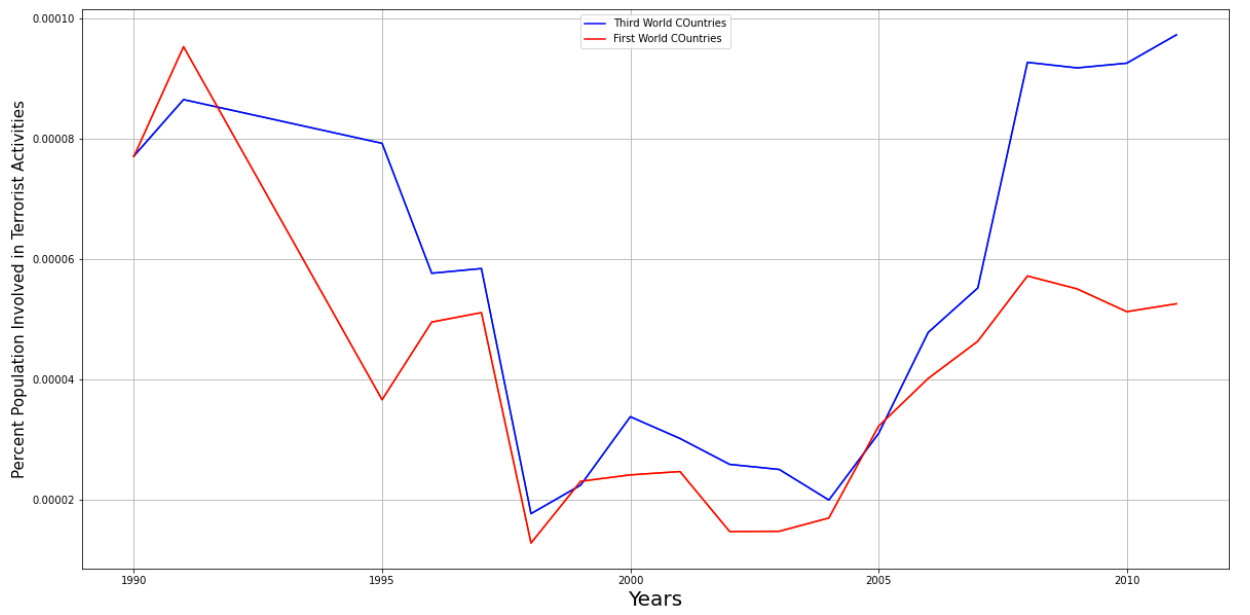 Third World COuntries
First World COuntries
Percent Population Involved in Terrorist Activities
0.00010
0.00008
0.00006
0.00004
0.00002
1990 1995 2000 2005 2010
Years